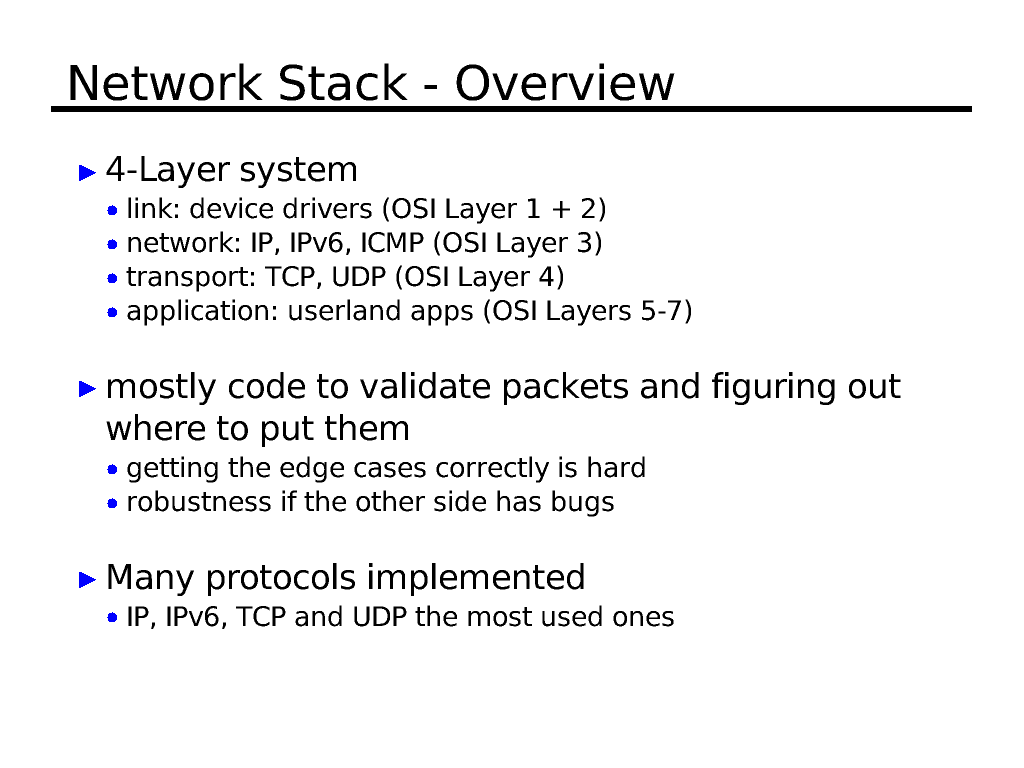 Network Stack - Overview
4-Layer system
link: device drivers (OSI Layer 1 + 2)
network: IP, IPv6, ICMP (OSI Layer 3)
transport: TCP, UDP (OSI Layer 4)
application: userland apps (OSI Layers 5-7)
mostly code to validate packets and figuring out
where to put them
getting the edge cases correctly is hard
robustness if the other side has bugs
Many protocols implemented
IP, IPv6, TCP and UDP the most used ones